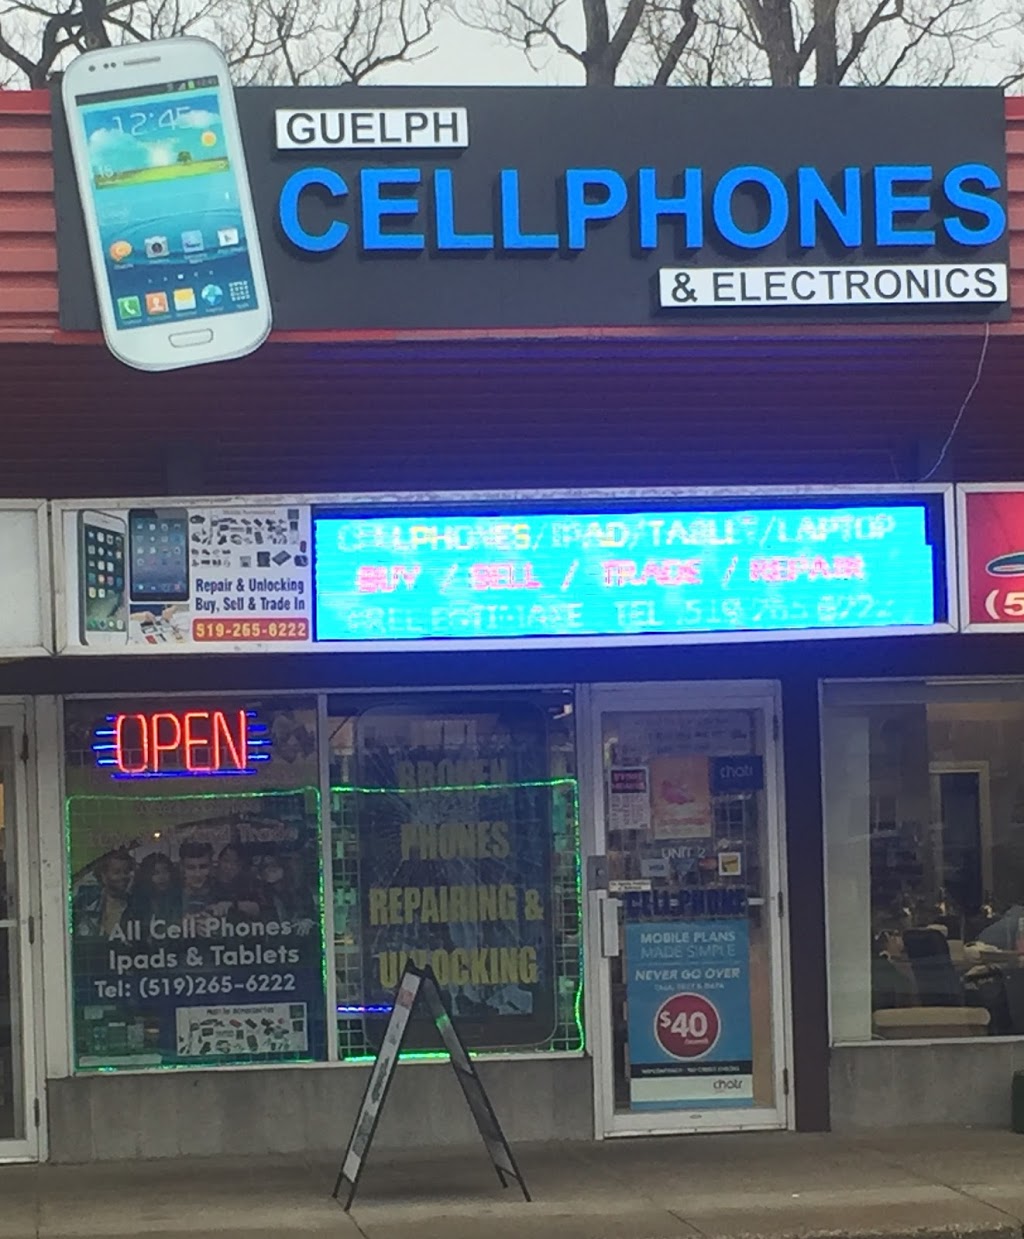 12:45
GUELPH
CELLPHONES
& ELECTRONICS
Repair & Unlocking
Buy, Sell & Trade In
519-265-6222
CELLPHONES/IPAD/TABLET/LAPTOP
BUY / SELL / TRADE / REPAIR
FREE ESTIMATE TEL 519 265 6222
OPEN
All Cell Phones
Ipads & Tablets
Tel: (519)265-6222
BROKEN
PHONES
REPAIRING &
UNLOCKING
chatr
UNIT 2
CELLPHONES
MOBILE PLANS
MADE SIMPLE
NEVER GO OVER
$40
chatr
(5